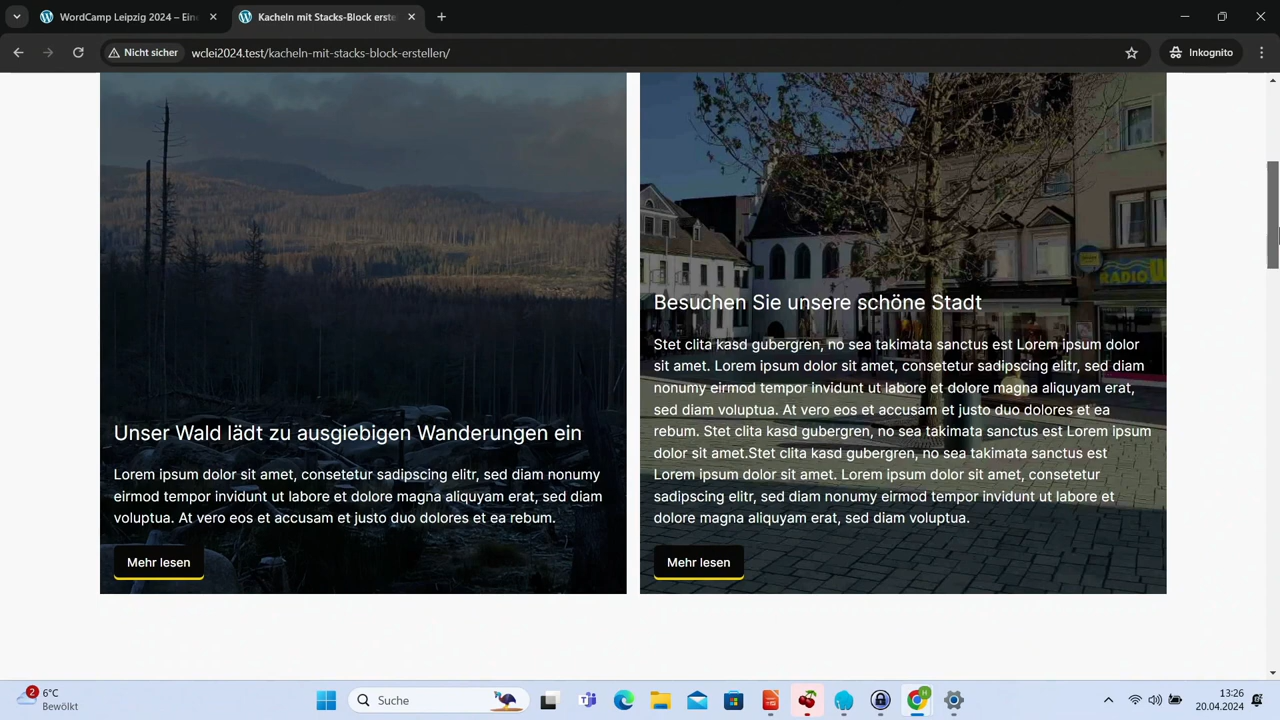 WordCamp Leipzig 2024 – Eine
Kacheln mit Stacks-Block erste
Nicht sicher
wclei2024.test/kacheln-mit-stacks-block-erstellen/
Inkognito
RADIO
Unser Wald lädt zu ausgiebigen Wanderungen ein
Lorem ipsum dolor sit amet, consetetur sadipscing elitr, sed diam nonumy
eirmod tempor invidunt ut labore et dolore magna aliquyam erat, sed diam
voluptua. At vero eos et accusam et justo duo dolores et ea rebum.
Mehr lesen
Besuchen Sie unsere schöne Stadt
Stet clita kasd gubergren, no sea takimata sanctus est Lorem ipsum dolor
sit amet. Lorem ipsum dolor sit amet, consetetur sadipscing elitr, sed diam
nonumy eirmod tempor invidunt ut labore et dolore magna aliquyam erat,
sed diam voluptua. At vero eos et accusam et justo duo dolores et ea
rebum. Stet clita kasd gubergren, no sea takimata sanctus est Lorem ipsum
dolor sit amet.Stet clita kasd gubergren, no sea takimata sanctus est
Lorem ipsum dolor sit amet. Lorem ipsum dolor sit amet, consetetur
sadipscing elitr, sed diam nonumy eirmod tempor invidunt ut labore et
dolore magna aliquyam erat, sed diam voluptua.
Mehr lesen
2
6°C
Bewölkt
Suche
13:26
20.04.2024